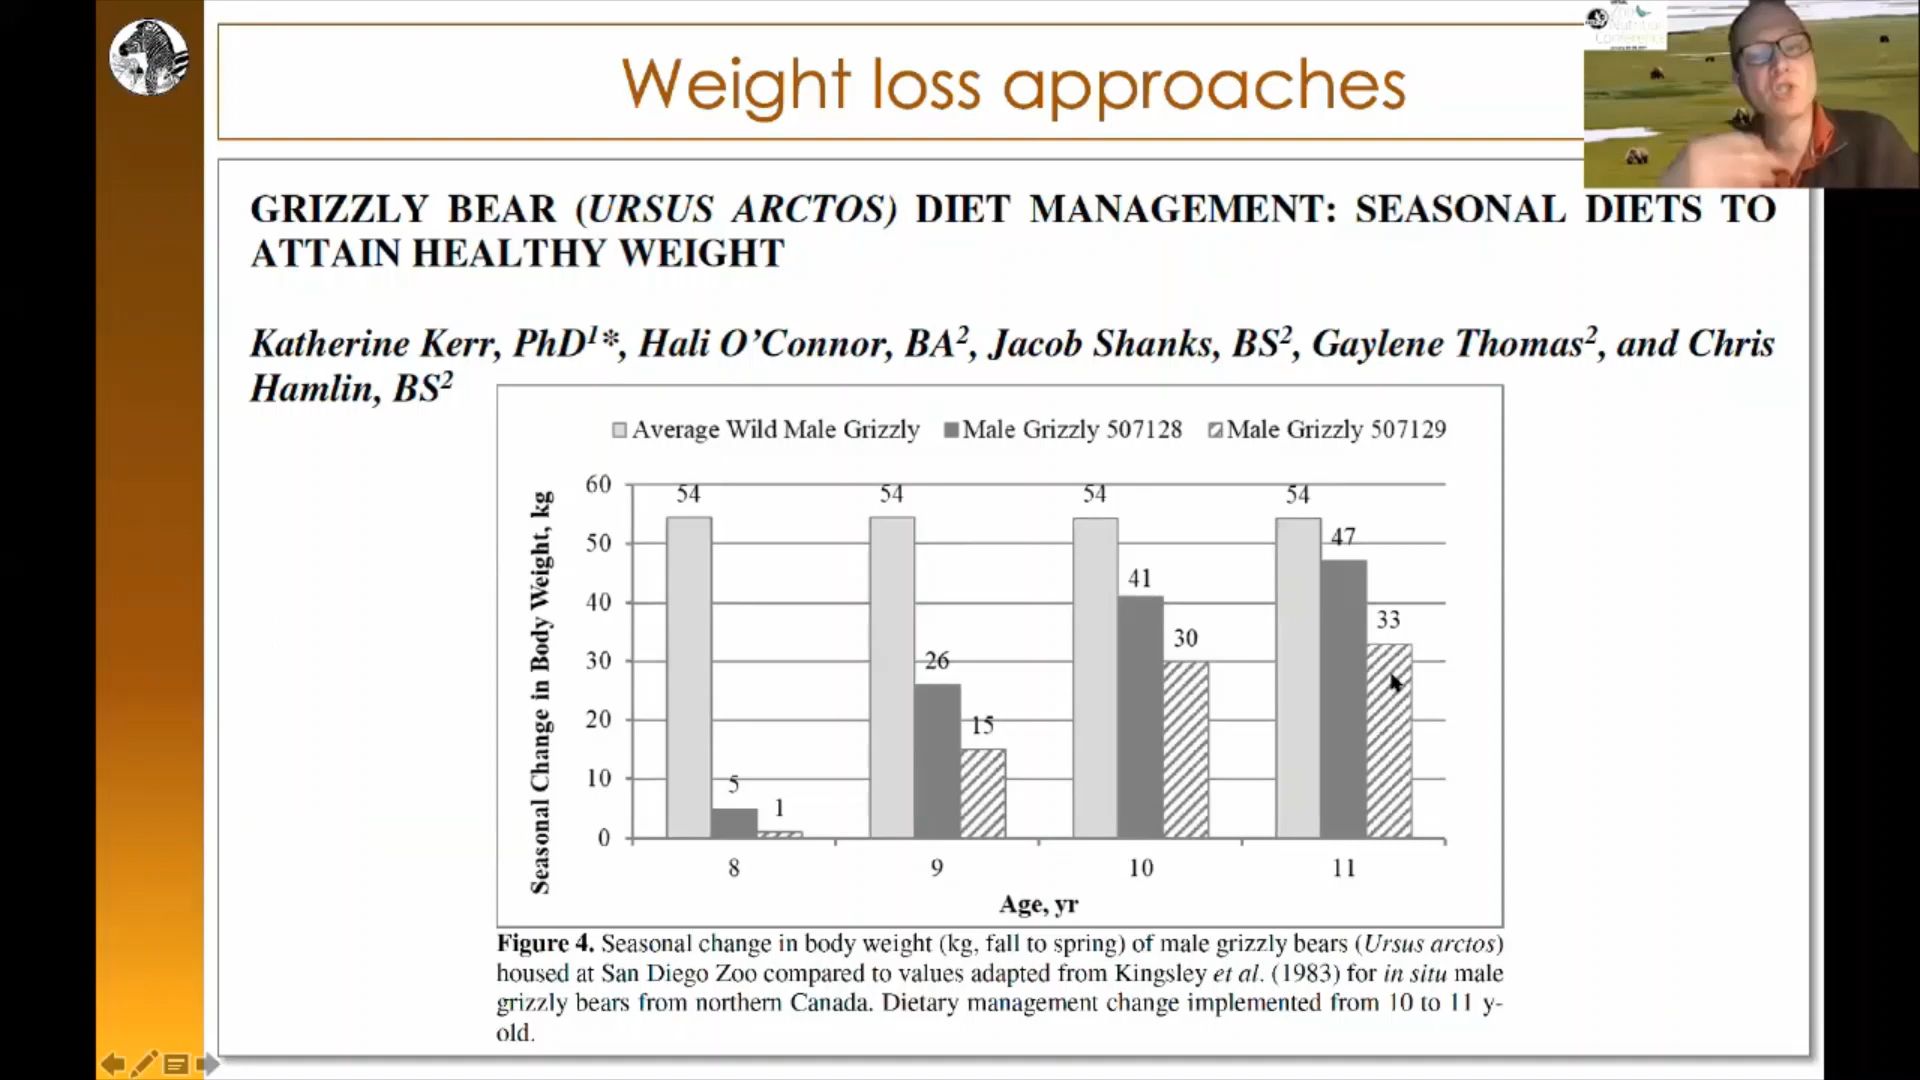 Weight loss approaches
GRIZZLY BEAR (URSUS ARCTOS) DIET MANAGEMENT: SEASONAL DIETS TO
ATTAIN HEALTHY WEIGHT
Katherine Kerr, PhD1*, Hali O'Connor, BA2, Jacob Shanks, BS2, Gaylene Thomas2, and Chris
Hamlin, BS2
Average Wild Male Grizzly Male Grizzly 507128 Male Grizzly 507129
Seasonal Change in Body Weight, kg
60
50
40
30
20
10
0
54 5 1
54 26 15
54 41 30
54 47 33
8 9 10 11
Age, yr
Figure 4. Seasonal change in body weight (kg, fall to spring) of male grizzly bears (Ursus arctos)
housed at San Diego Zoo compared to values adapted from Kingsley et al. (1983) for in situ male
grizzly bears from northern Canada. Dietary management change implemented from 10 to 11 y-
old.
Zoo
Nutrition
Conference